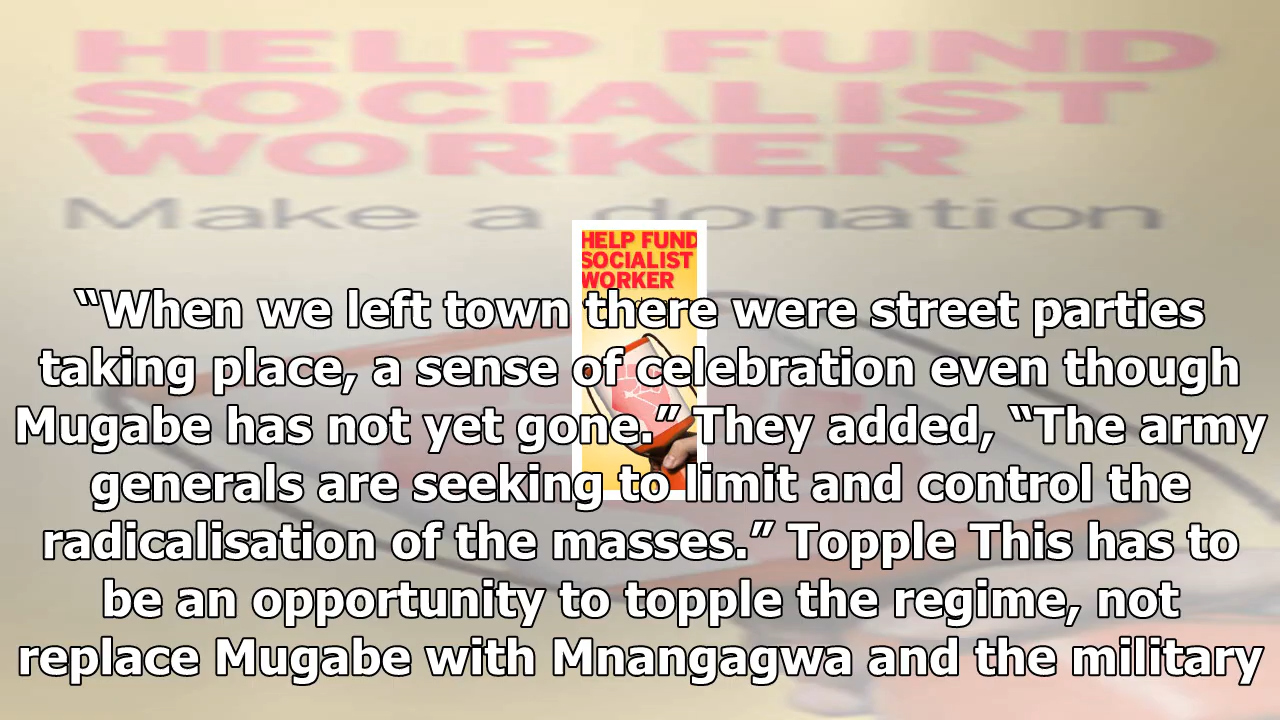 HELP FUND
SOCIALIST
WORKER
Make a donation
HELP FUND
SOCIALIST
WORKER
“When we left town there were street parties
taking place, a sense of celebration even though
Mugabe has not yet gone.” They added, “The army
generals are seeking to limit and control the
radicalisation of the masses.” Topple This has to
be an opportunity to topple the regime, not
replace Mugabe with Mnangagwa and the military